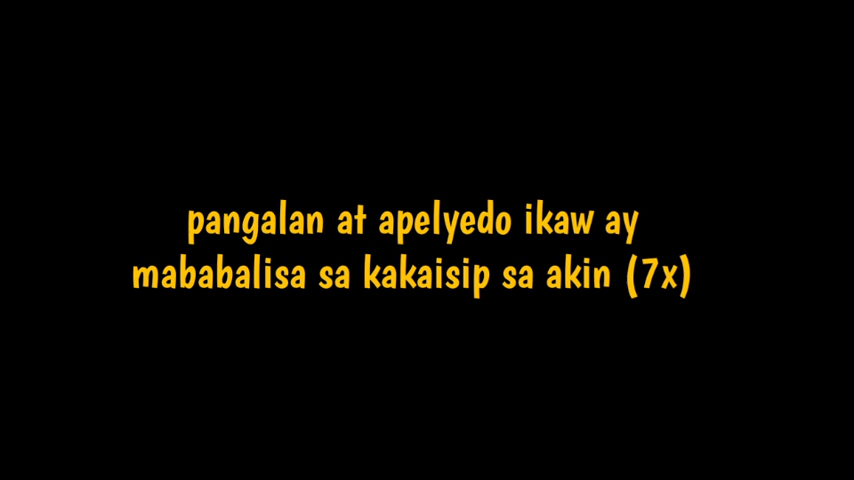 pangalan at apelyedo ikaw ay
mababalisa sa kakaisip sa akin (7x)